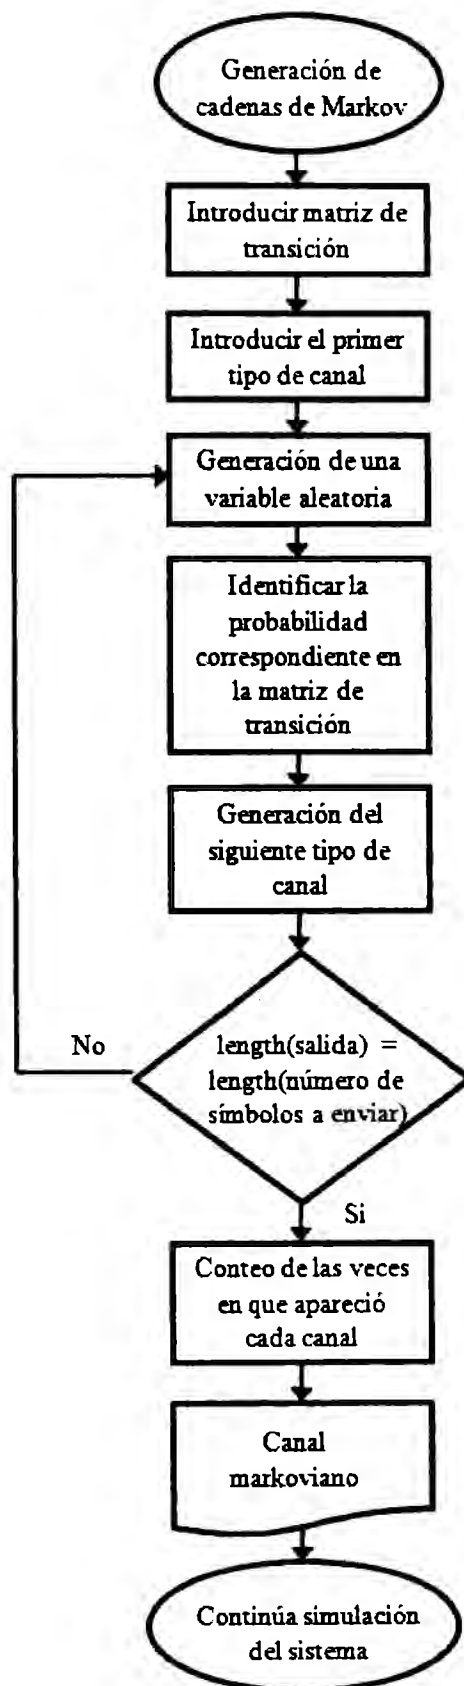 Generación de
cadenas de Markov
Introducir matriz de
transición
Introducir el primer
tipo de canal
Generación de una
variable aleatoria
Identificar la
probabilidad
correspondiente en
la matriz de
transición
Generación del
siguiente tipo de
canal
No
length(salida) =
length(número de
símbolos a enviar)
Si
Conteo de las veces
en que apareció
cada canal
Canal
markoviano
Continúa simulación
del sistema